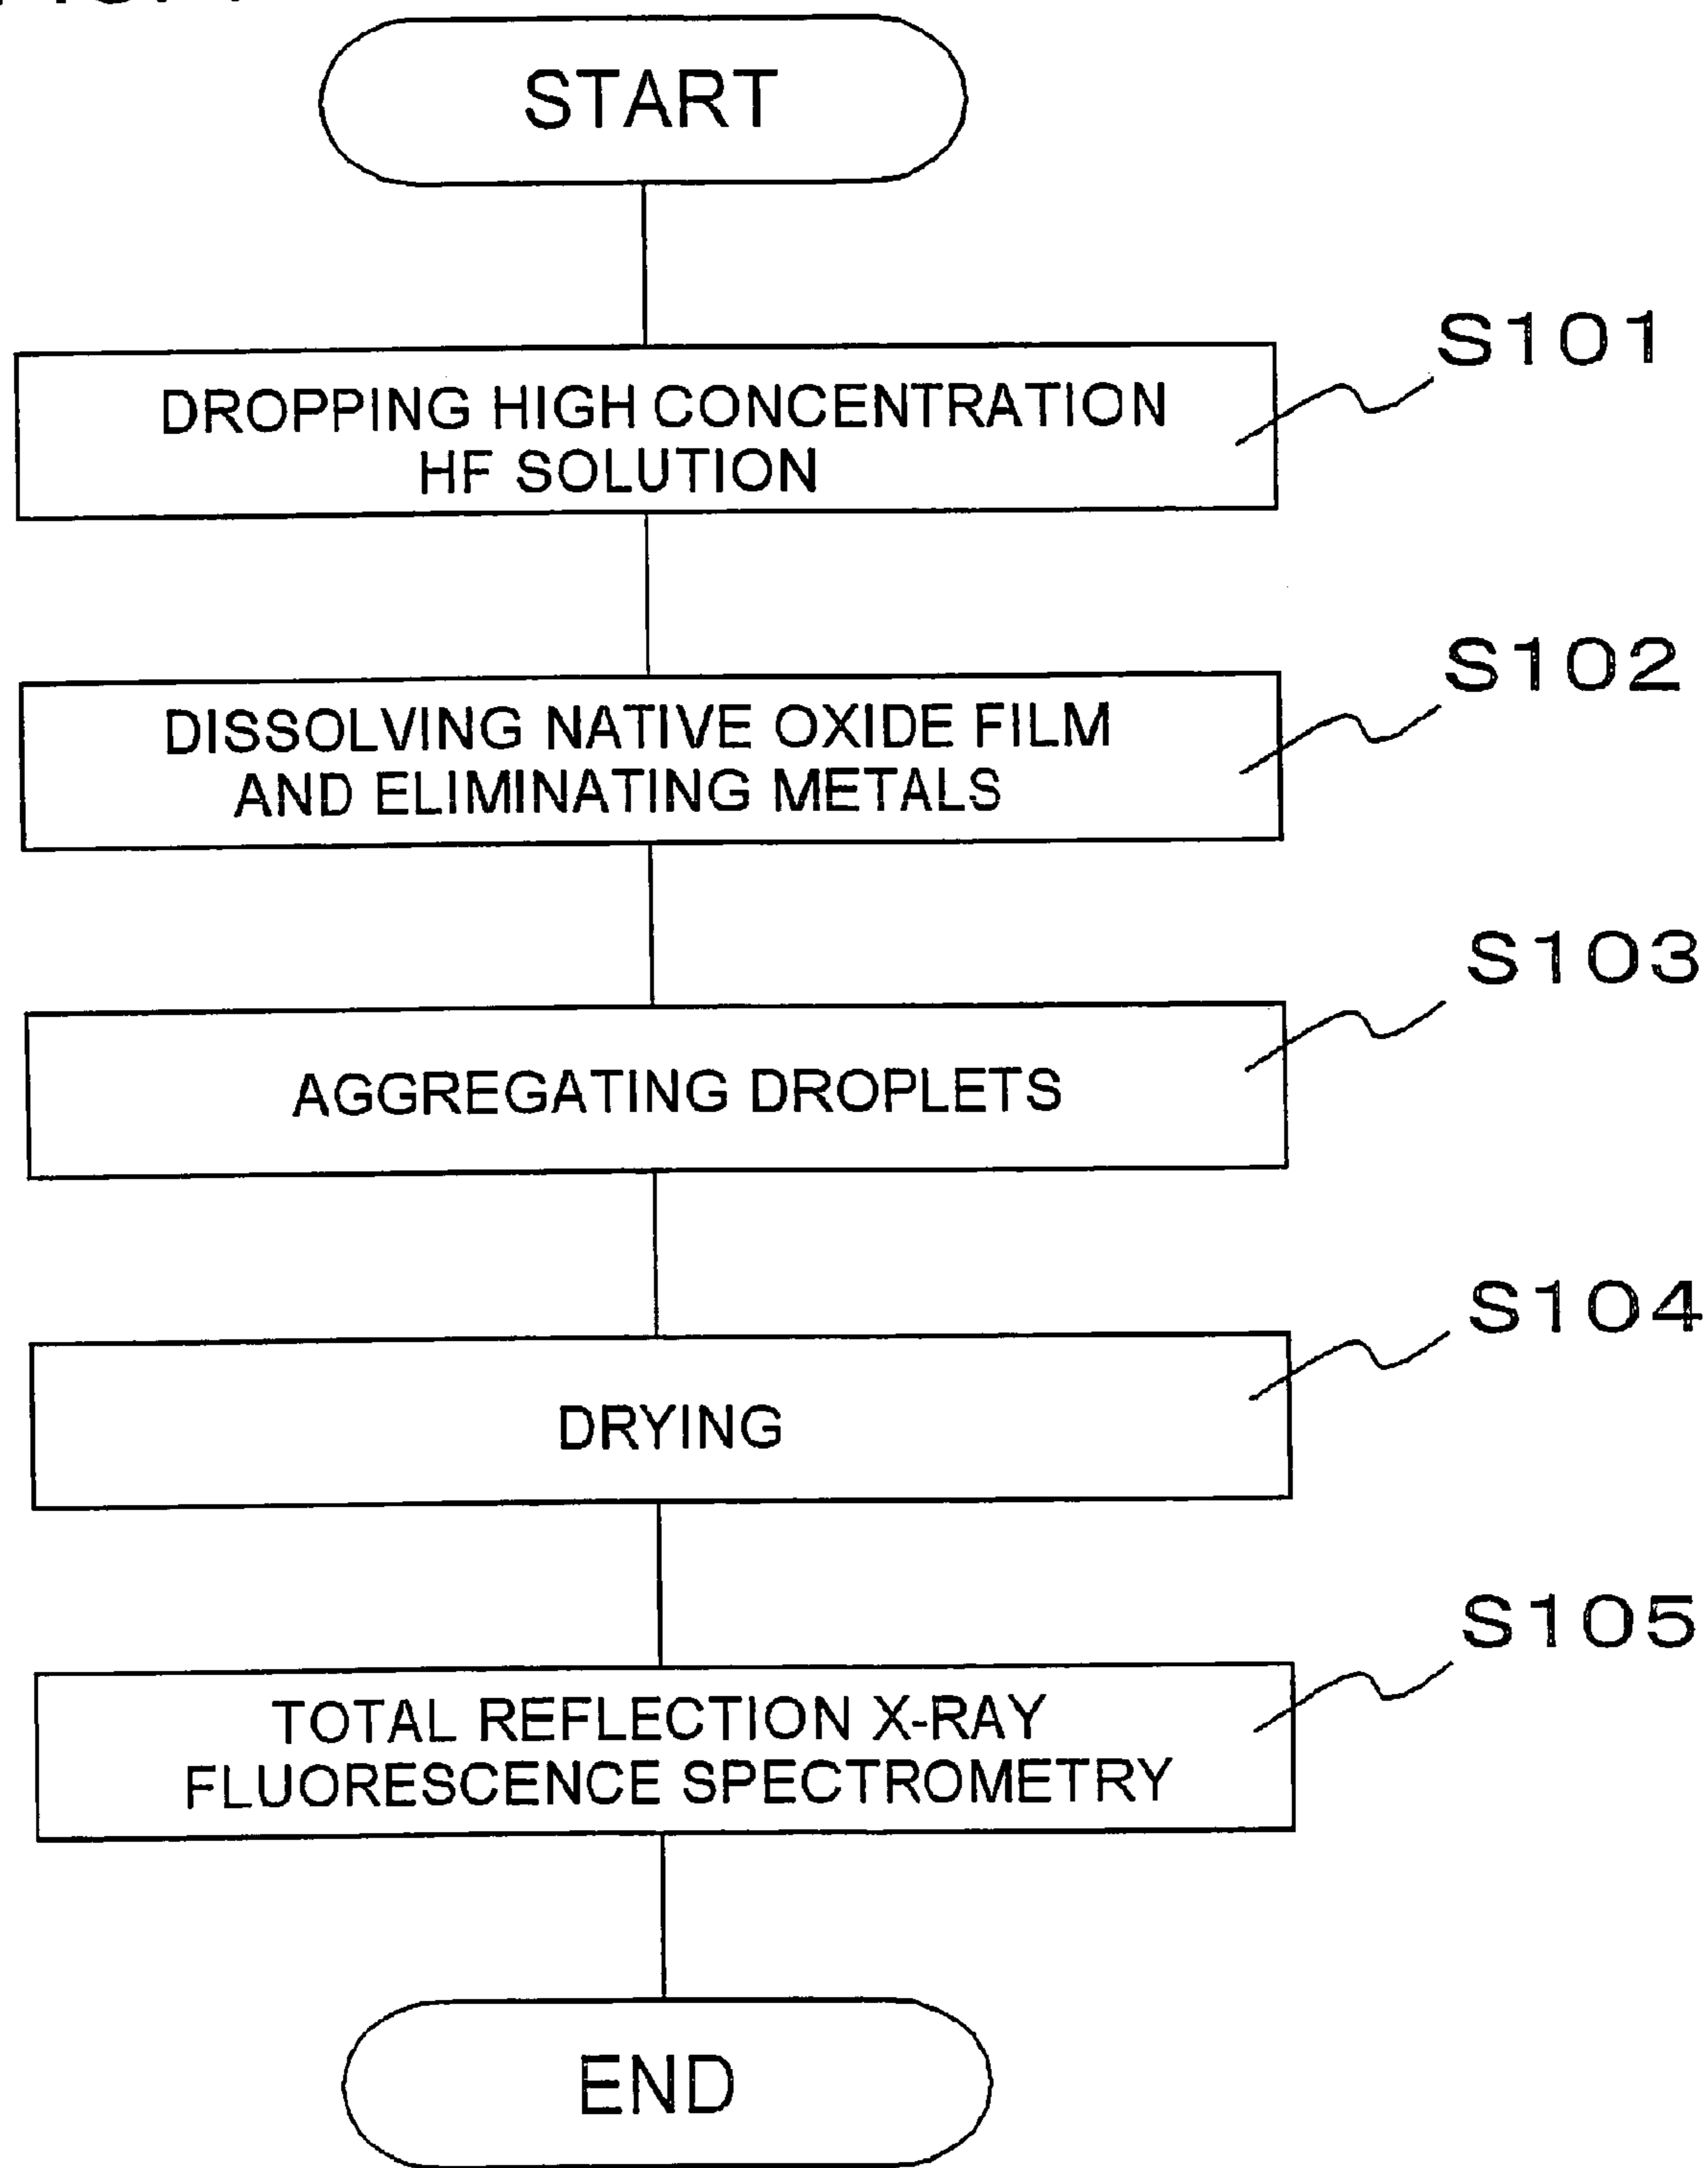 START
S101
DROPPING HIGH CONCENTRATION
HF SOLUTION
S102
DISSOLVING NATIVE OXIDE FILM
AND ELIMINATING METALS
S103
AGGREGATING DROPLETS
S104
DRYING
S105
TOTAL REFLECTION X-RAY
FLUORESCENCE SPECTROMETRY
END